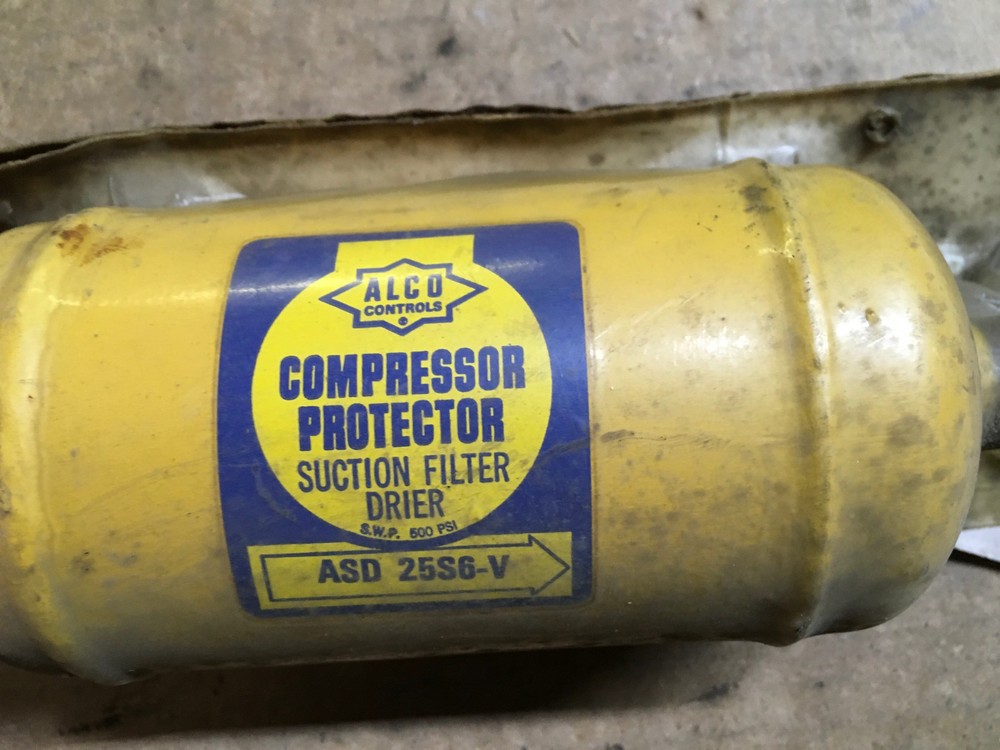 ALCO
CONTROLS
COMPRESSOR
PROTECTOR
SUCTION FILTER
DRIER
S.W.P. 500 PSI
ASD 25S6-V